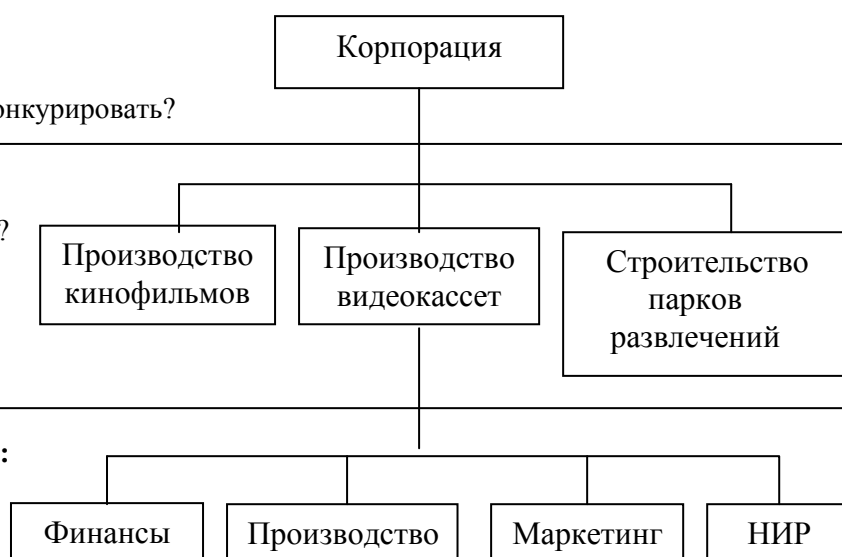 Корпорация
онкурировать?
?
Производство
кинофильмов
Производство
видеокассет
Строительство
парков
развлечений
:
Финансы
Производство
Маркетинг
НИР